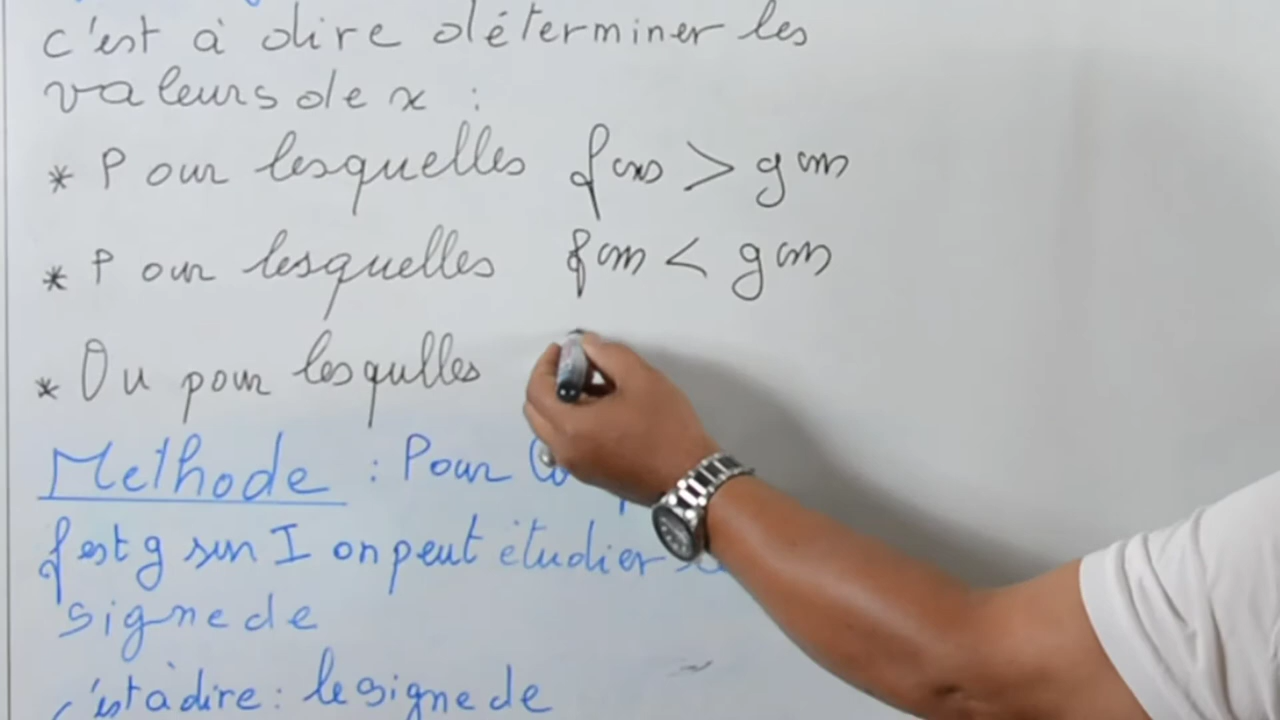 c'est à dire déterminer les
valeurs de x :
* Pour lesquelles f(x) > g(x)
* Pour lesquelles f(x) < g(x)
* Ou pour lesqulles
Methode : Pour
f est g sur I on peut étudier
signe de
c'est à dire : le signe de